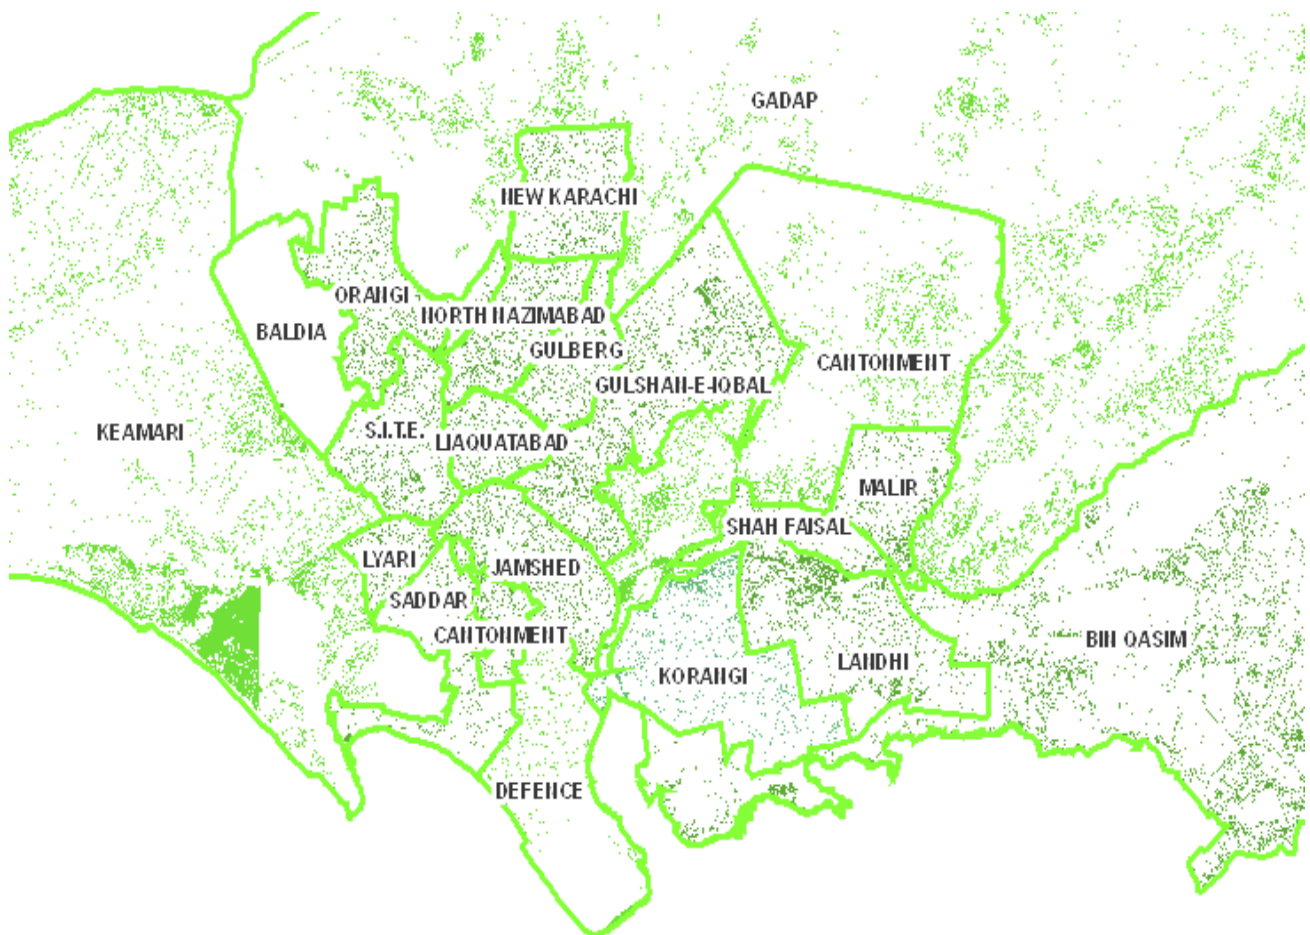 GADAP
NEW KARACHI
ORANGI
NORTH NAZIMABAD
BALDIA
GULBERG
CANTONMENT
GULSHAN-E-IQBAL
KEAMARI
S.I.T.E.
LIAQUATABAD
MALIR
SHAH FAISAL
LYARI
JAMSHED
SADDAR
CANTONMENT
BIN QASIM
LANDHI
KORANGI
DEFENCE